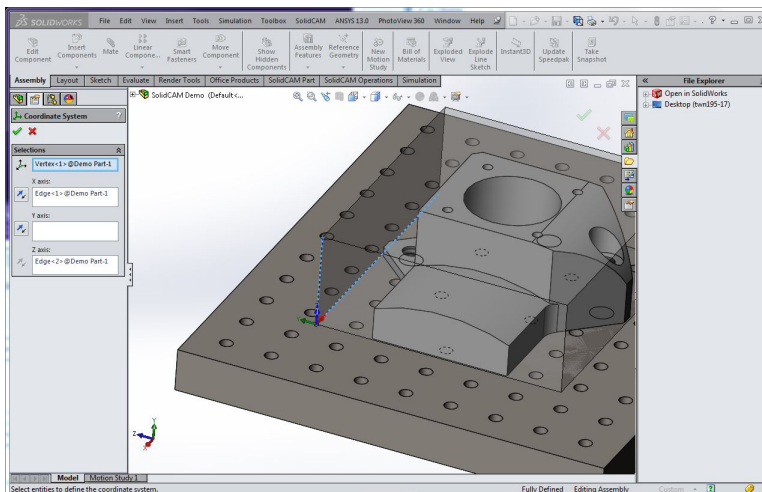 SOLIDWORKS File Edit View Insert Tools Simulation Toolbox SolidCAM ANSYS 13.0 PhotoView 360 Window Help
Edit Component
Insert Components
Mate
Linear Compone...
Smart Fasteners
Move Component
Show Hidden Components
Assembly Features
Reference Geometry
New Motion Study
Bill of Materials
Exploded View
Explode Line Sketch
Instant3D
Update Speedpak
Take Snapshot
Assembly Layout Sketch Evaluate Render Tools Office Products SolidCAM Part SolidCAM Operations Simulation
« File Explorer
SolidCAM Demo (Default<...
Open in SolidWorks
Desktop (twn195-17)
Coordinate System ?
Selections
Vertex<1>@Demo Part-1
X axis:
Edge<1>@Demo Part-1
Y axis:
Z axis:
Edge<2>@Demo Part-1
Y
Z
X
Model Motion Study 1
Select entities to define the coordinate system. Fully Defined Editing Assembly Custom ?